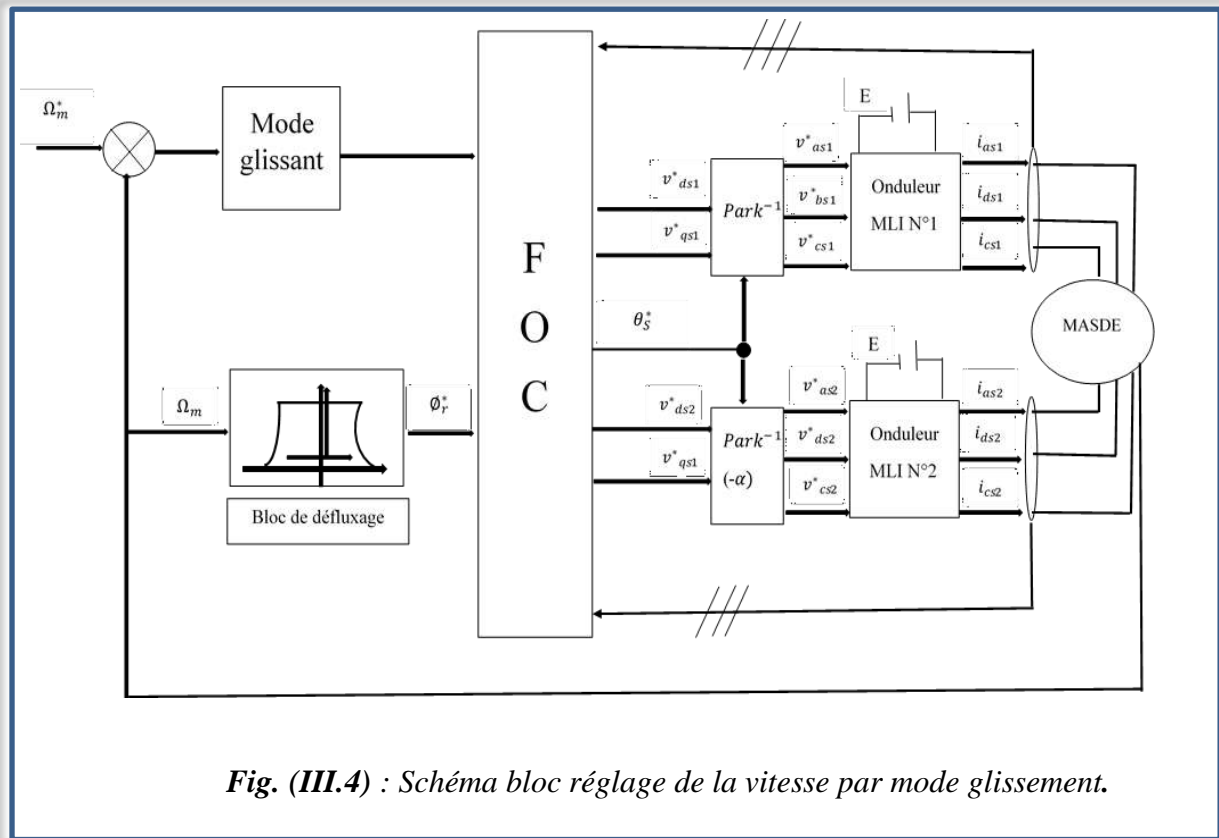 Ω*m
Mode
glissant
Ωm
Ø*r
Bloc de défluxage
F
O
C
v*ds1
v*qs1
θ*S
v*ds2
v*qs1
Park⁻¹
Park⁻¹
(-α)
v*as1
v*bs1
v*cs1
v*as2
v*ds2
v*cs2
E
Onduleur
MLI N°1
E
Onduleur
MLI N°2
ias1
ids1
ics1
ias2
ids2
ics2
MASDE
Fig. (III.4) : Schéma bloc réglage de la vitesse par mode glissement.